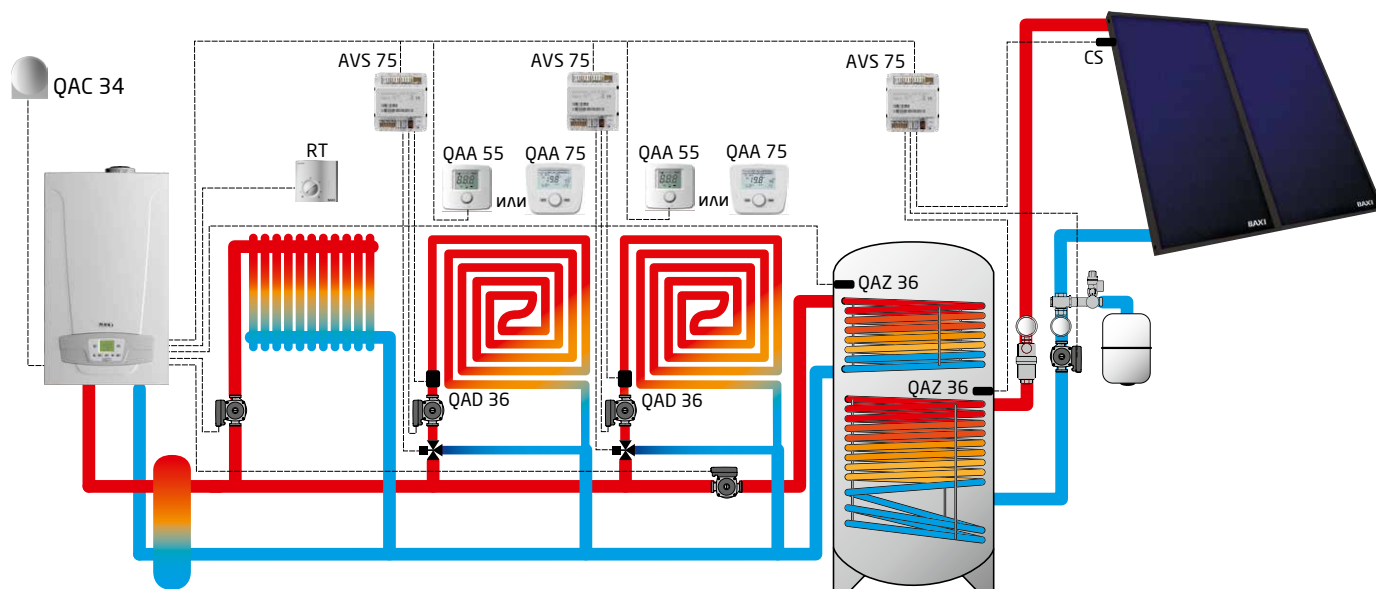 AVS 75
AVS 75
AVS 75
CS
QAC 34
RT
QAA 55
или
QAA 75
QAA 55
или
QAA 75
BAXI
BAXI
QAZ 36
BAXI
QAD 36
QAD 36
QAZ 36